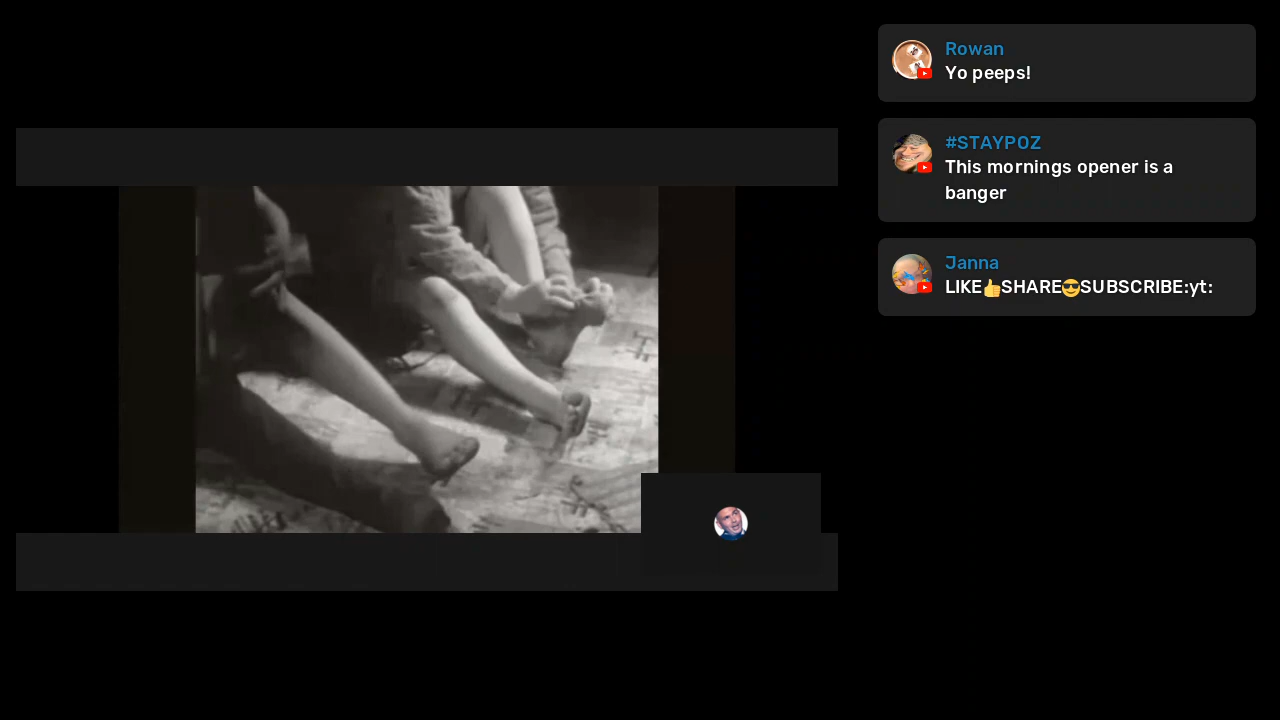 Rowan
Yo peeps!
#STAYPOZ
This mornings opener is a
banger
Janna
LIKE👍SHARE😎SUBSCRIBE:yt: